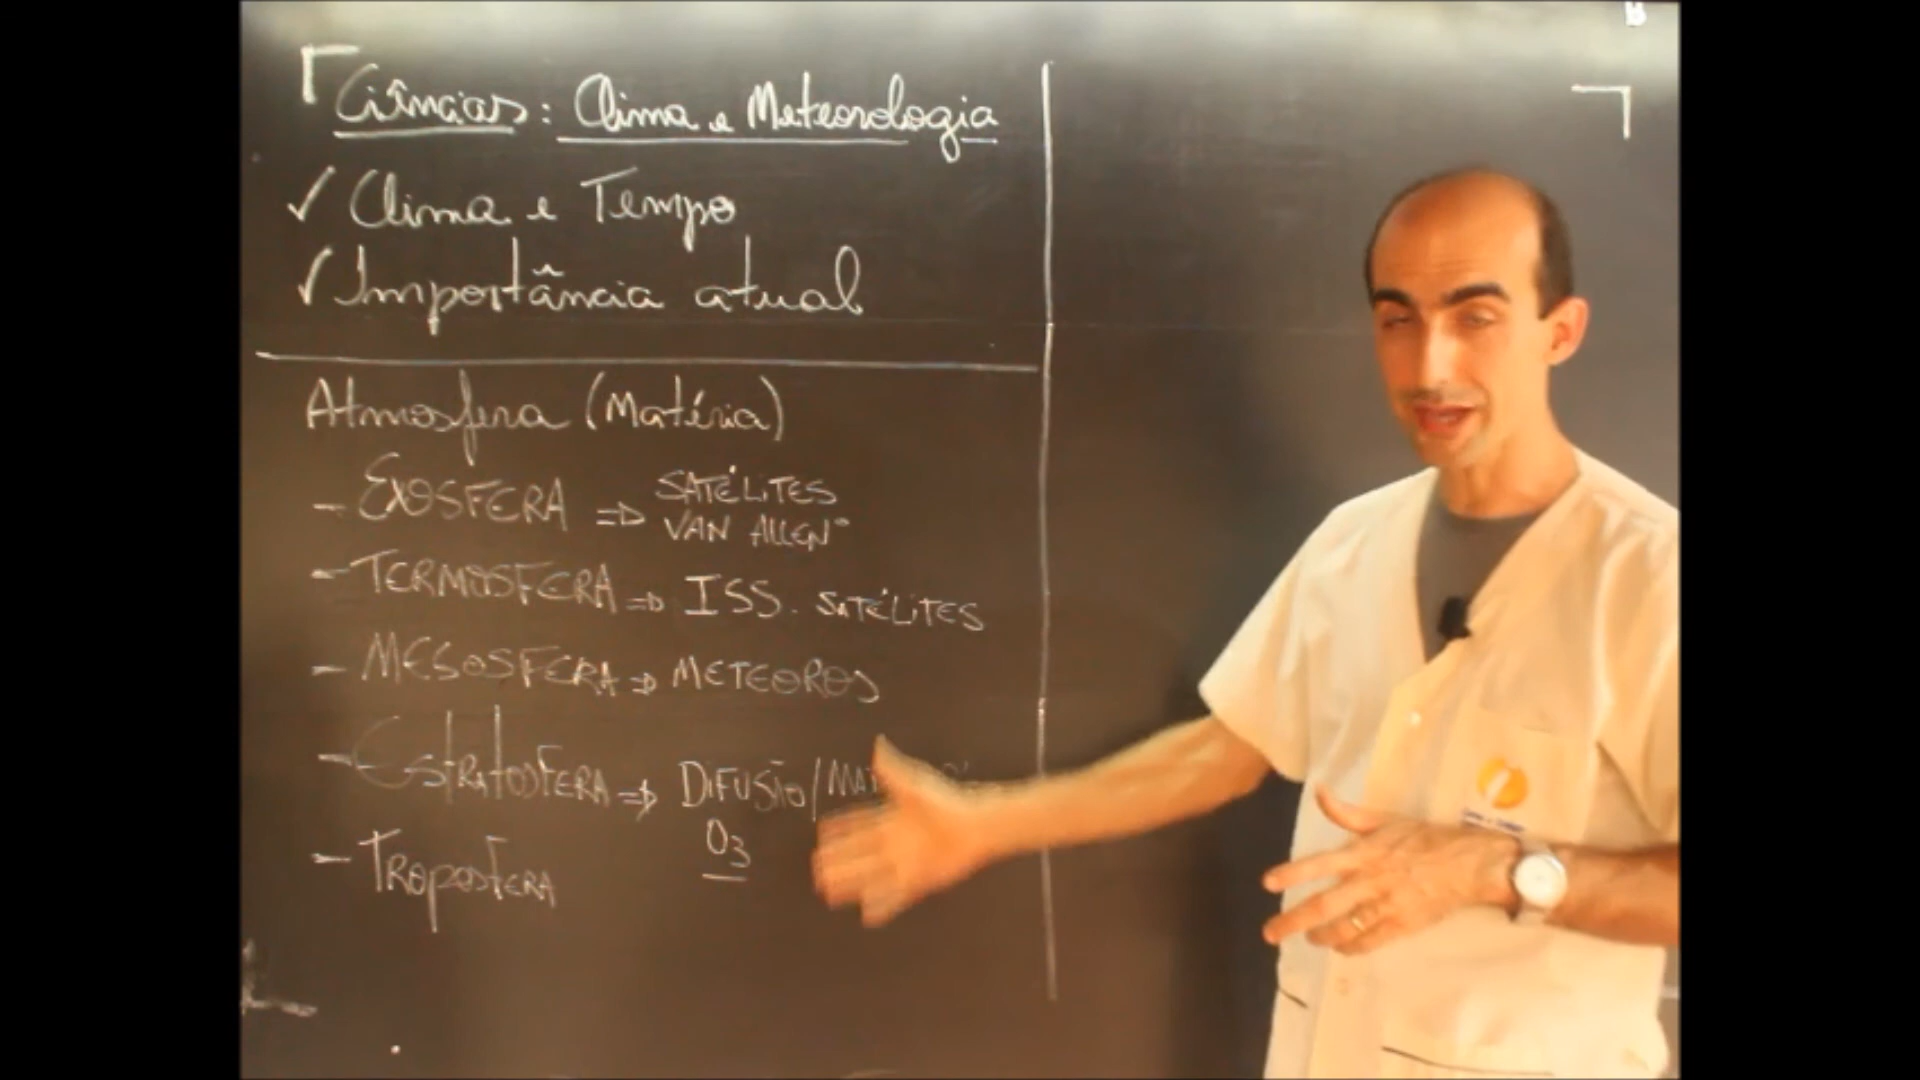 Ciências: Clima e Meteorologia
✓ Clima e Tempo
✓ Importância atual
Atmosfera (Matéria)
- EXOSFERA ⇒ SATÉLITES
VAN ALLEN
- TERMOSFERA ⇒ ISS. SATÉLITES
- MESOSFERA ⇒ METEOROS
- ESTRATOSFERA ⇒ DIFUSÃO/
O3
- TROPOSFERA